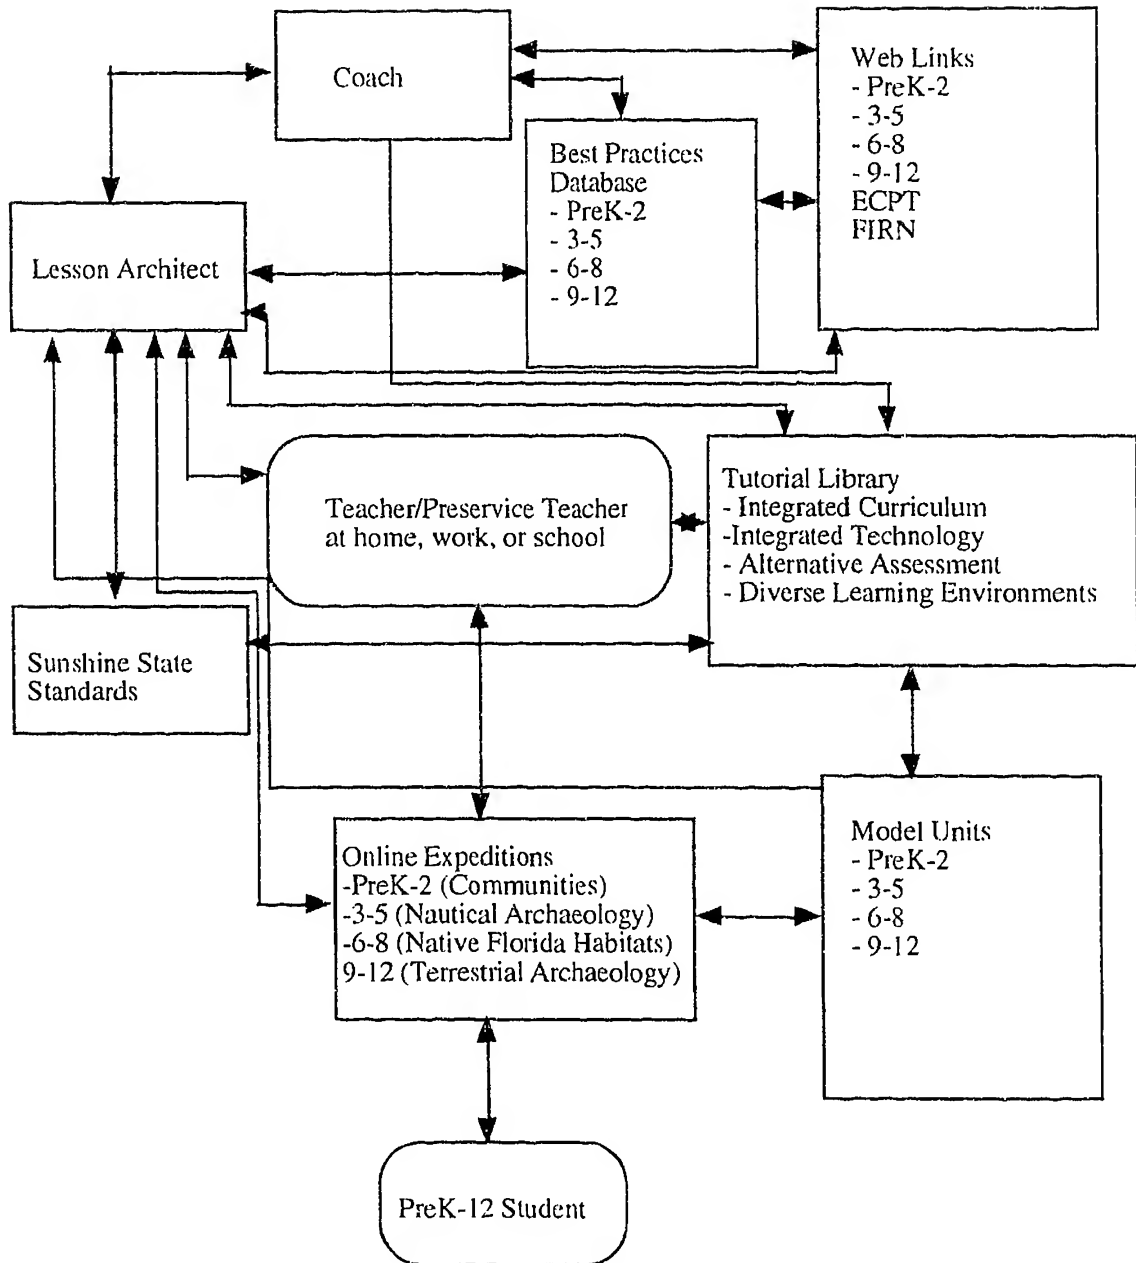 Coach
Web Links
- PreK-2
- 3-5
- 6-8
- 9-12
ECPT
FIRN
Best Practices
Database
- PreK-2
- 3-5
- 6-8
- 9-12
Lesson Architect
Teacher/Preservice Teacher
at home, work, or school
Tutorial Library
- Integrated Curriculum
-Integrated Technology
- Alternative Assessment
- Diverse Learning Environments
Sunshine State
Standards
Online Expeditions
-PreK-2 (Communities)
-3-5 (Nautical Archaeology)
-6-8 (Native Florida Habitats)
9-12 (Terrestrial Archaeology)
Model Units
- PreK-2
- 3-5
- 6-8
- 9-12
PreK-12 Student